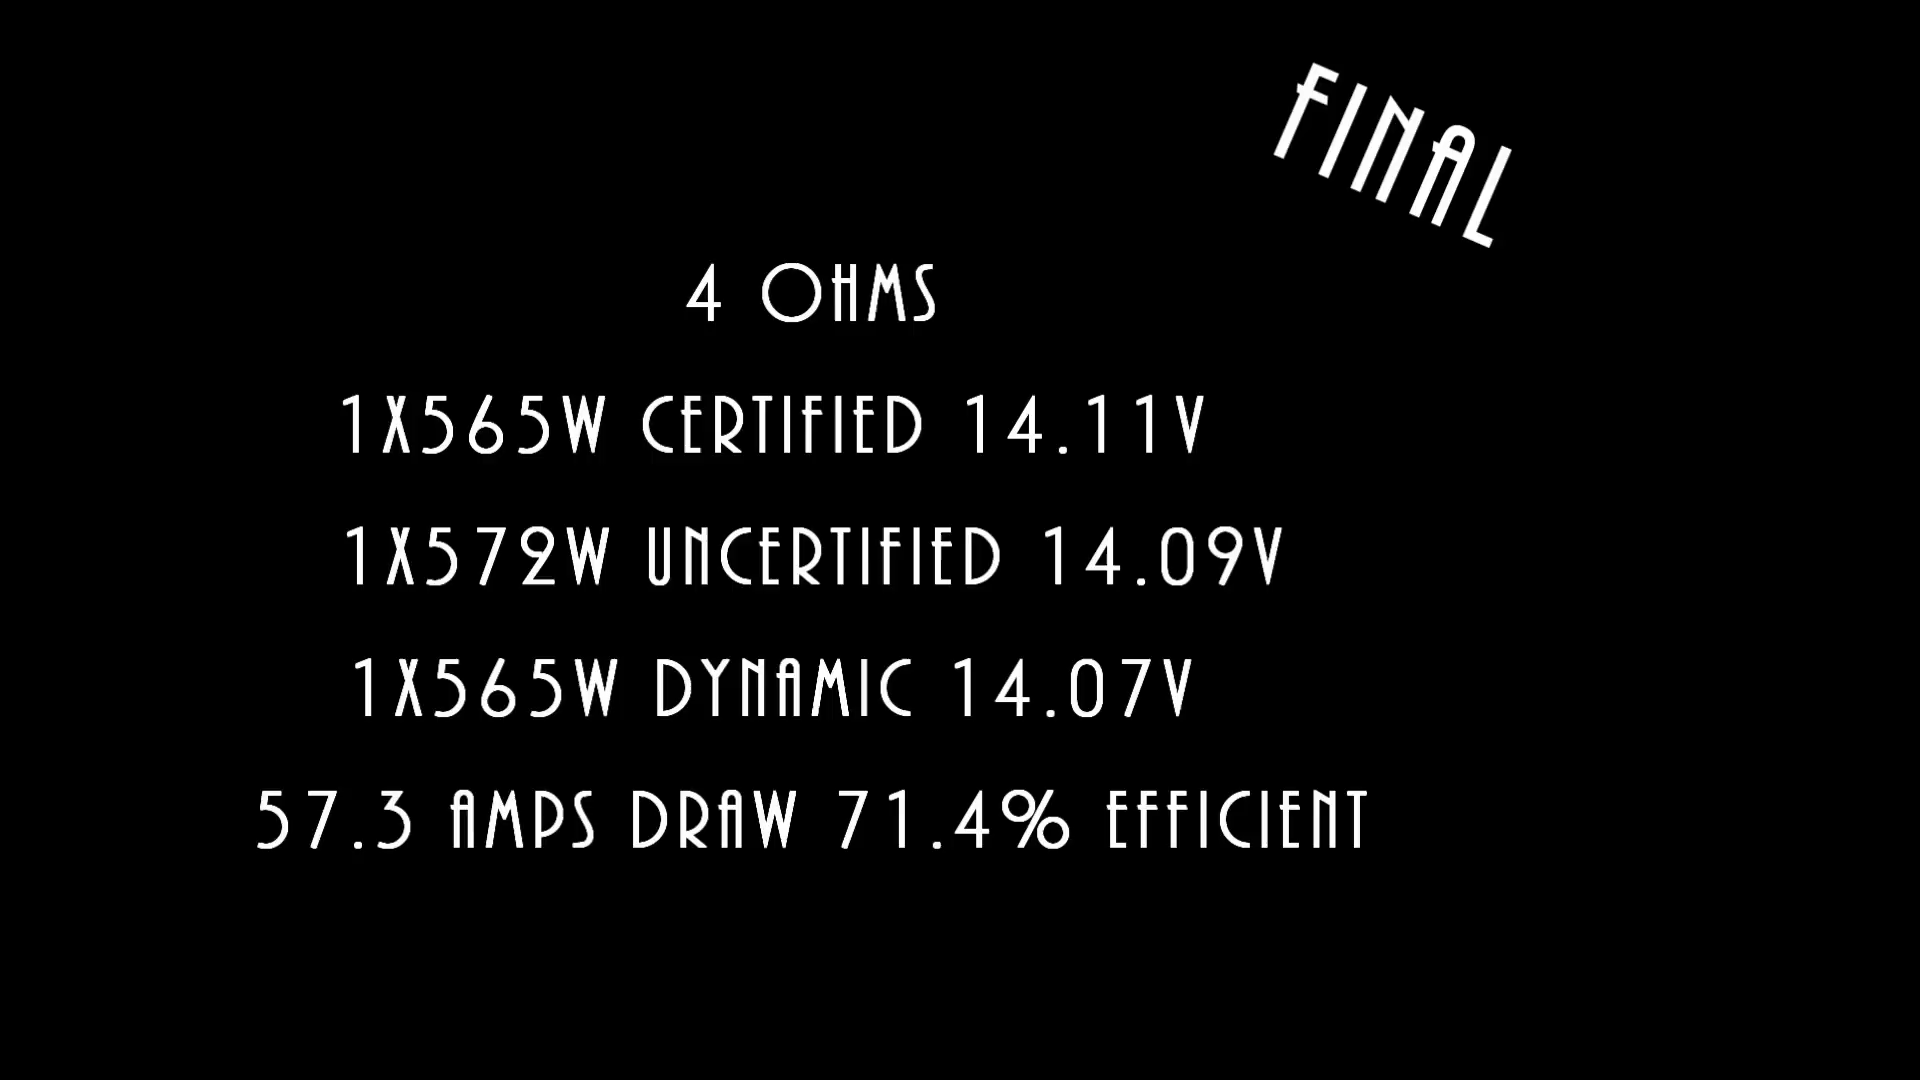 FINAL
4 OHMS
1X565W CERTIFIED 14.11V
1X572W UNCERTIFIED 14.09V
1X565W DYNAMIC 14.07V
57.3 AMPS DRAW 71.4% EFFICIENT